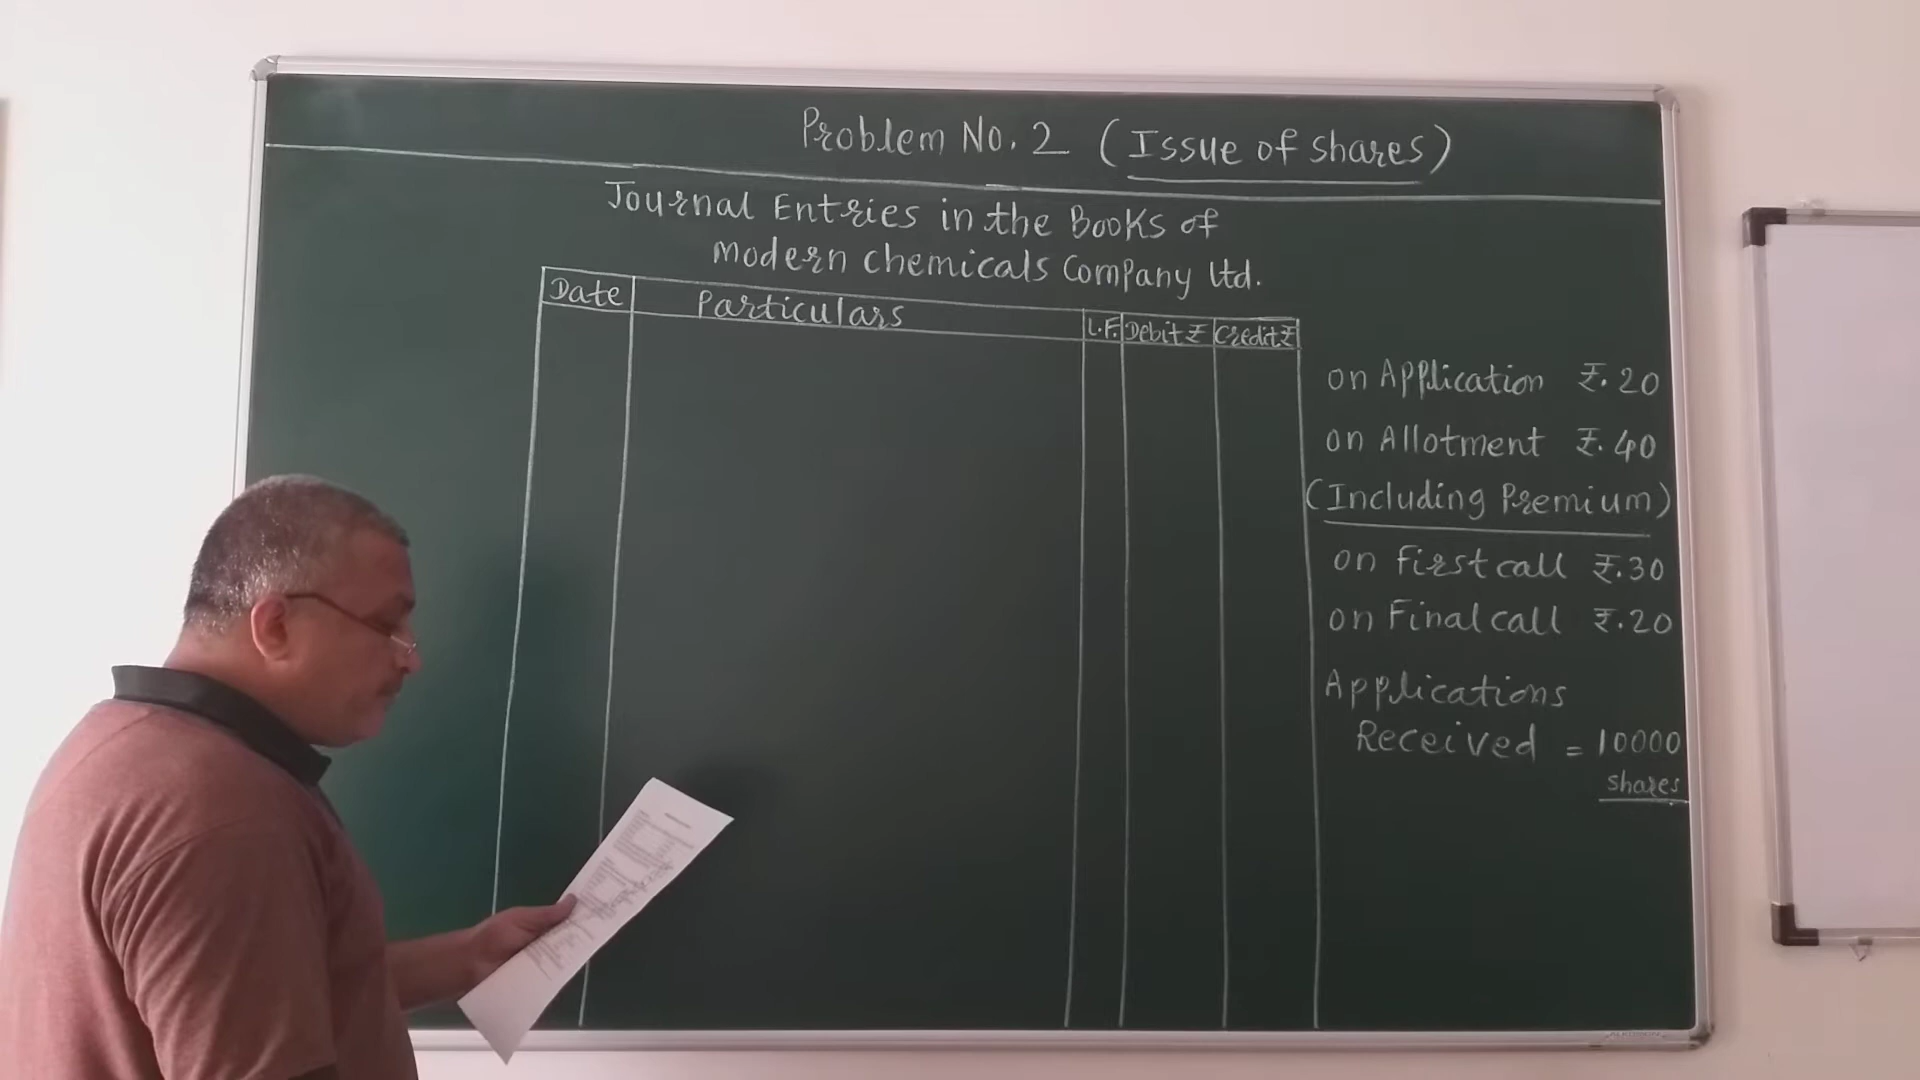 Problem No. 2 (Issue of shares)
Journal Entries in the Books of
Modern Chemicals Company Ltd.
Date Particulars L.F. Debit ₹ Credit ₹
on Application ₹. 20
on Allotment ₹. 40
(Including Premium)
on First call ₹. 30
on Final call ₹. 20
Applications
Received = 10000
shares